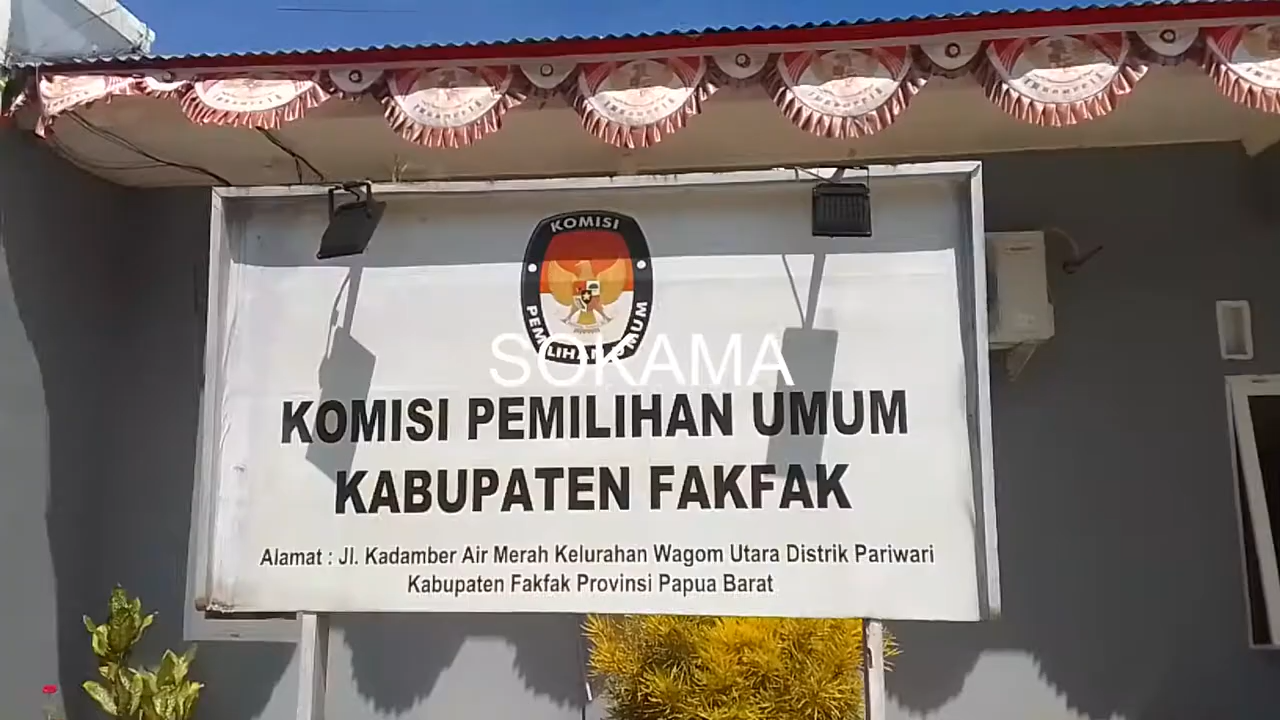 KOMISI
PEMILIHAN UMUM
SOKAMA
KOMISI PEMILIHAN UMUM
KABUPATEN FAKFAK
Alamat : Jl. Kadamber Air Merah Kelurahan Wagom Utara Distrik Pariwari
Kabupaten Fakfak Provinsi Papua Barat